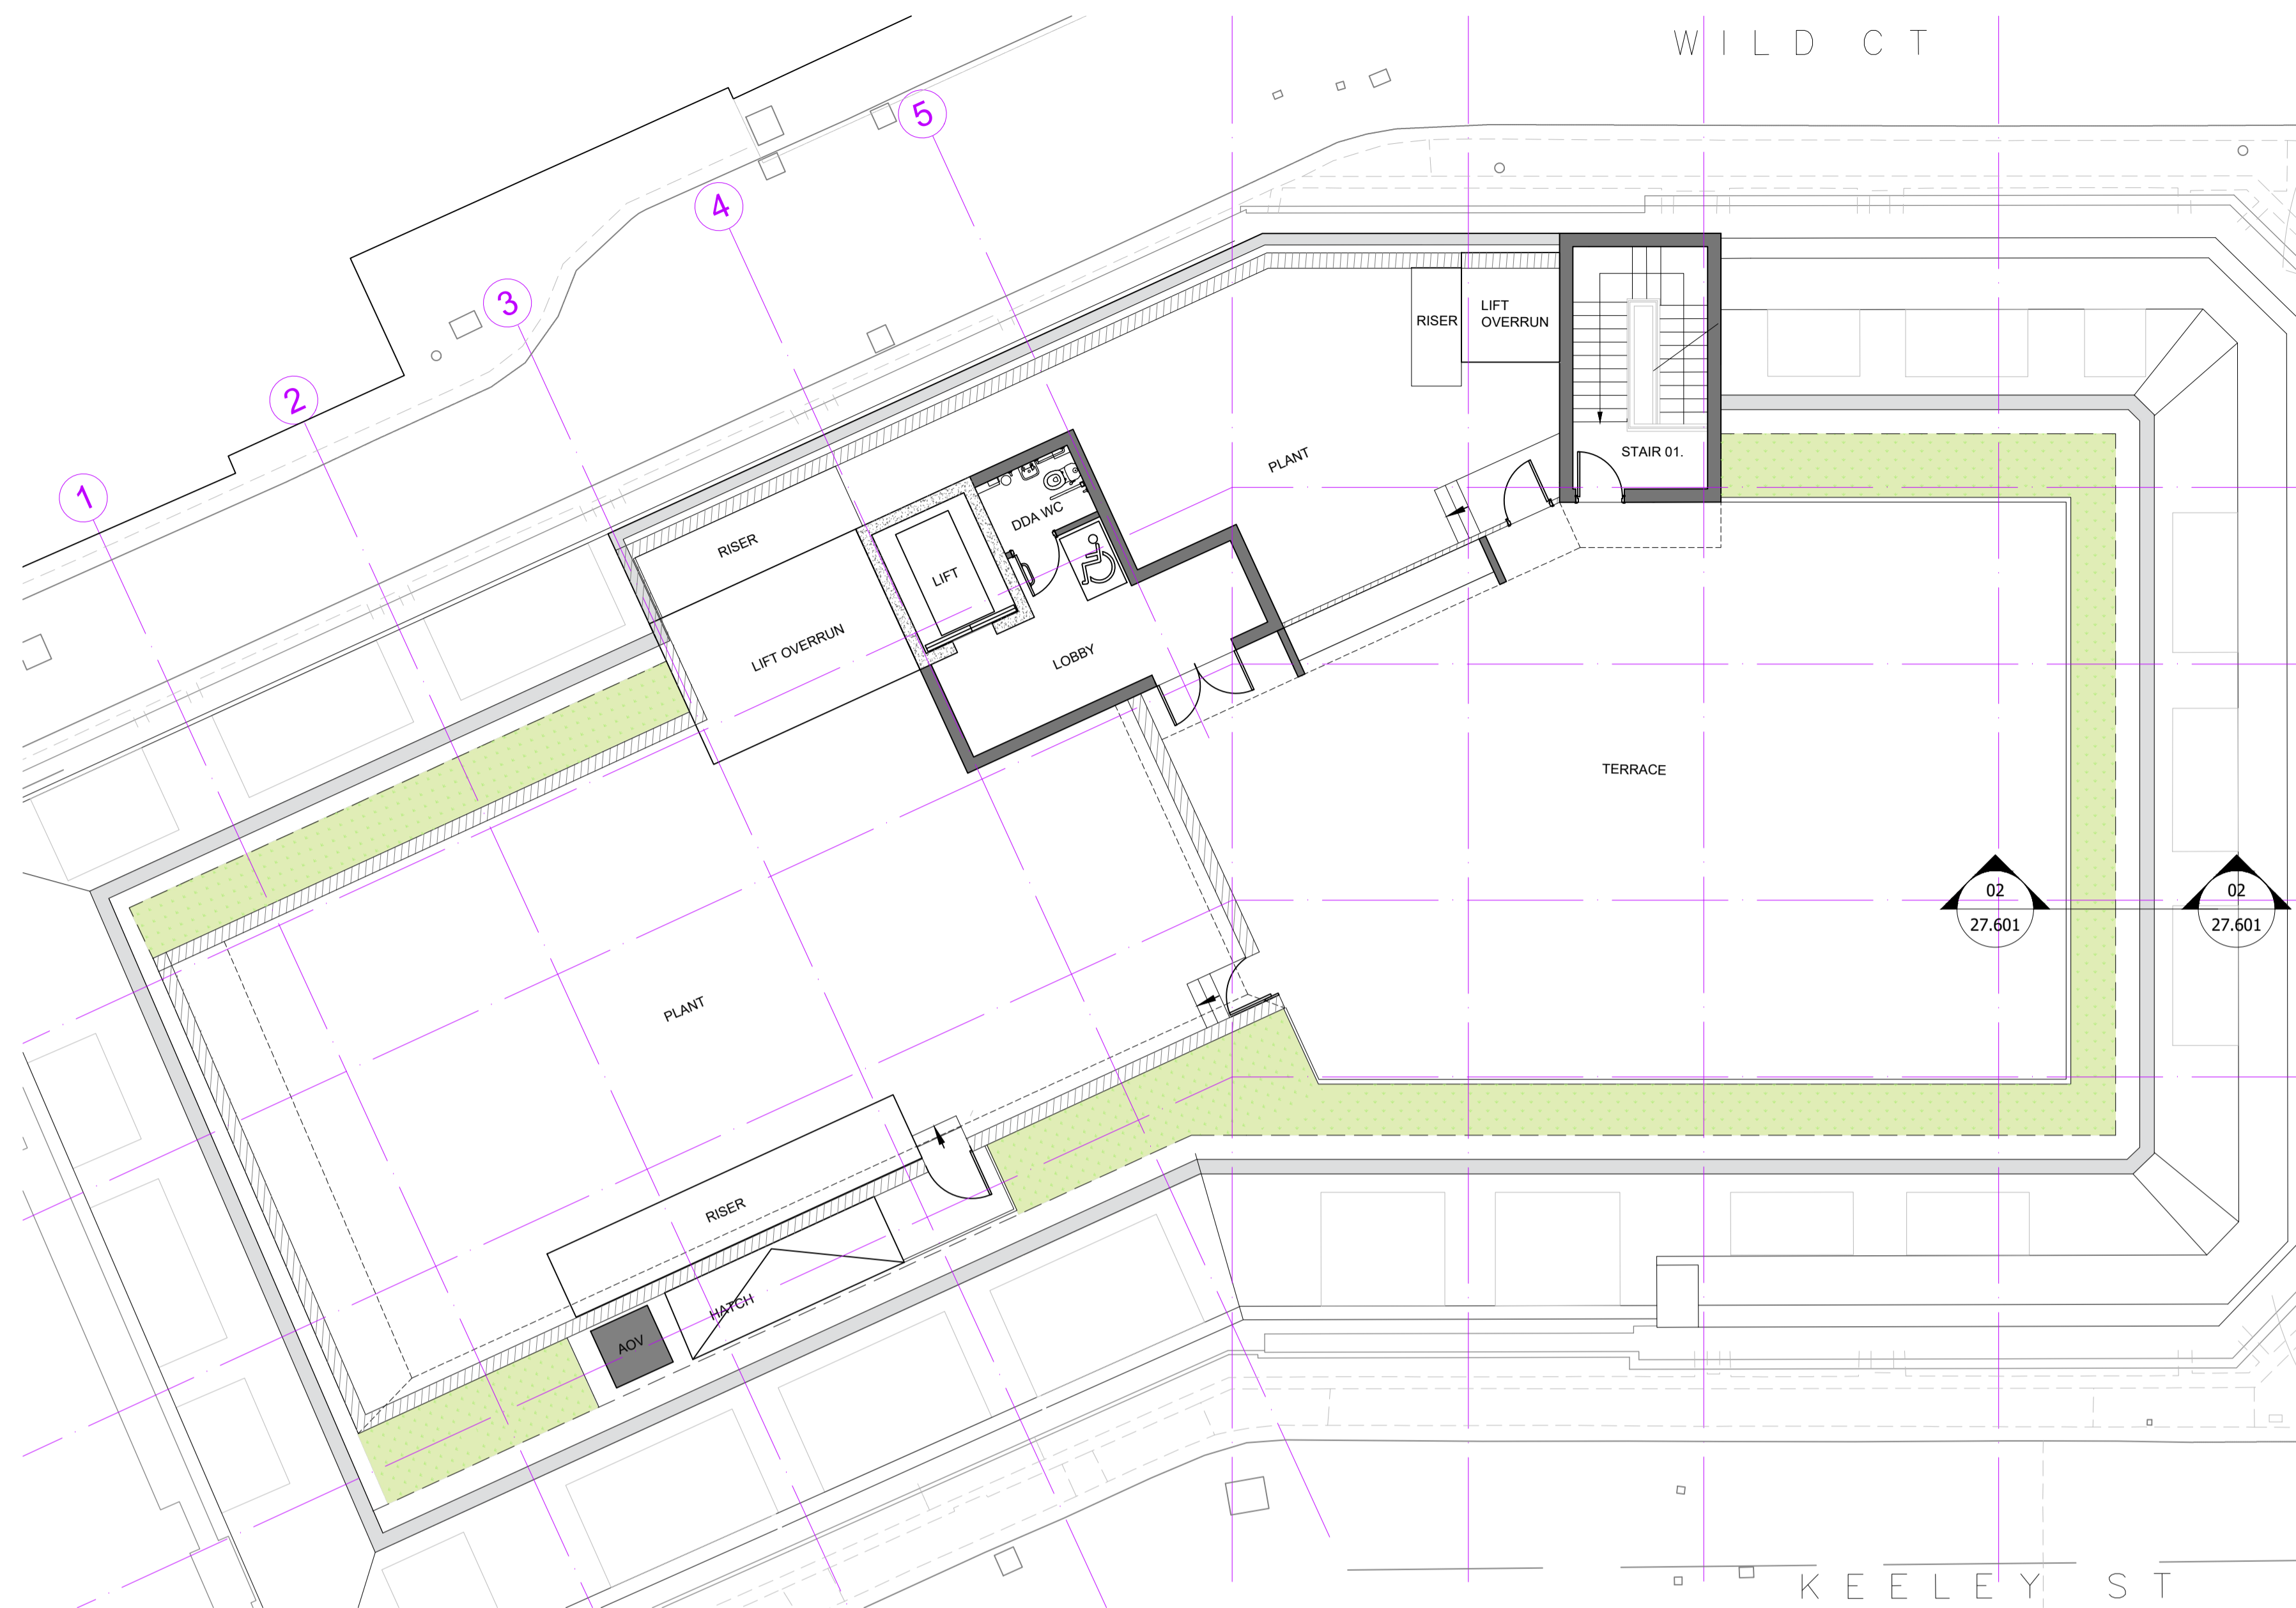 WILD CT
5
4
3
2
1
RISER
LIFT
OVERRUN
STAIR 01.
PLANT
DDA WC
RISER
LIFT
LIFT OVERRUN
LOBBY
TERRACE
02
27.601
02
27.601
PLANT
RISER
HATCH
AOV
KEELEY ST